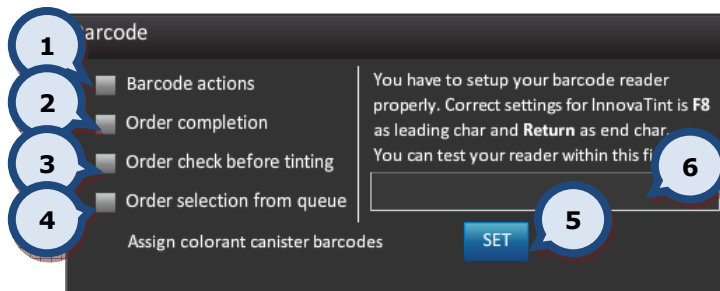 arcode
1
Barcode actions
2
Order completion
3
Order check before tinting
4
Order selection from queue
Assign colorant canister barcodes
SET
5
You have to setup your barcode reader
properly. Correct settings for InnovaTint is F8
as leading char and Return as end char.
You can test your reader within this fi
6